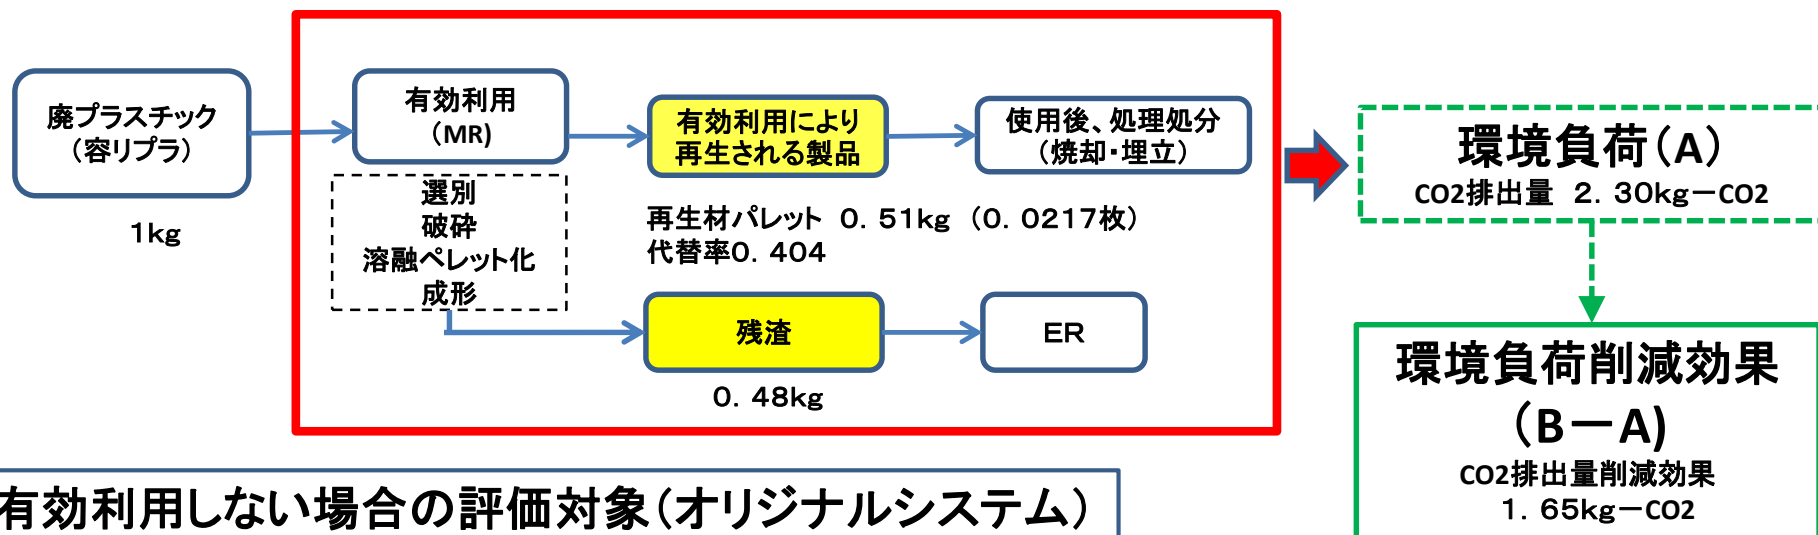 廃プラスチック
（容リプラ）
1kg
有効利用
（MR)
選別
破砕
溶融ペレット化
成形
有効利用により
再生される製品
使用後、処理処分
（焼却・埋立）
再生材パレット ０．５１kg （０．０２１７枚）
代替率０．４０４
残渣
０．４８kg
ＥＲ
環境負荷（A）
CO2排出量 ２．３０kg－CO2
環境負荷削減効果
（B－A)
CO2排出量削減効果
１．６５kg－CO2
有効利用しない場合の評価対象（オリジナルシステム）